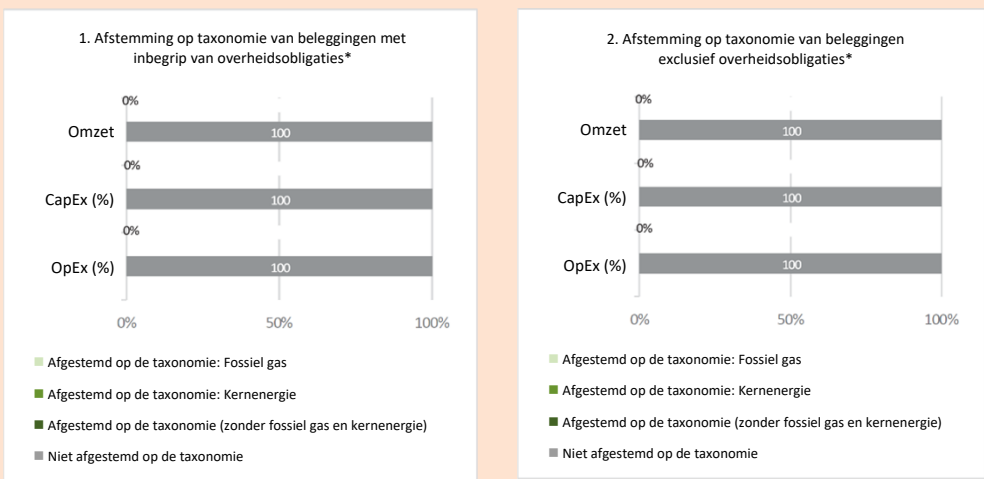 1. Afstemming op taxonomie van beleggingen met
inbegrip van overheidsobligaties*
0%
Omzet
100
0%
CapEx (%)
100
0%
OpEx (%)
100
0%
50%
100%
Afgestemd op de taxonomie: Fossiel gas
Afgestemd op de taxonomie: Kernenergie
Afgestemd op de taxonomie (zonder fossiel gas en kernenergie)
Niet afgestemd op de taxonomie
2. Afstemming op taxonomie van beleggingen
exclusief overheidsobligaties*
0%
Omzet
100
0%
CapEx (%)
100
0%
OpEx (%)
100
0%
50%
100%
Afgestemd op de taxonomie: Fossiel gas
Afgestemd op de taxonomie: Kernenergie
Afgestemd op de taxonomie (zonder fossiel gas en kernenergie)
Niet afgestemd op de taxonomie